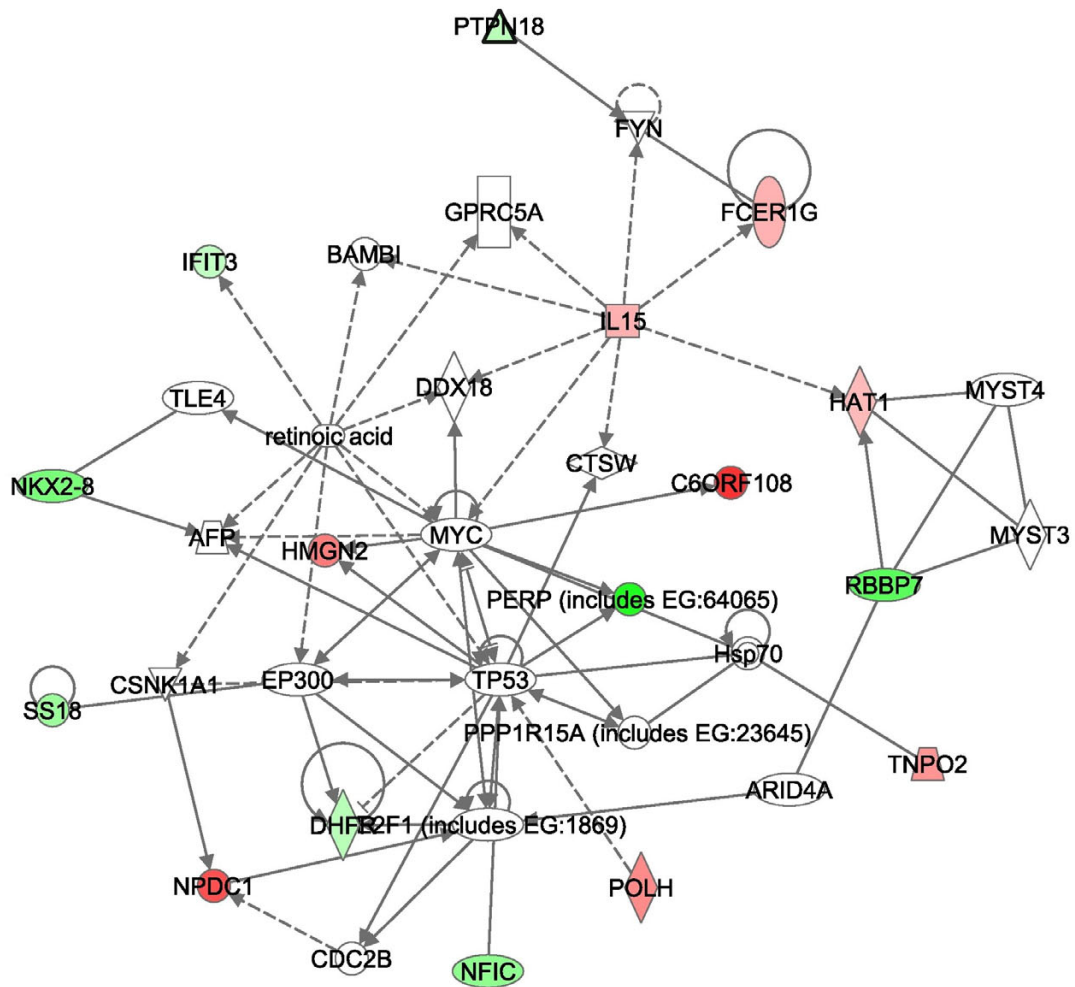 PTPN18
FYN
GPRC5A
FCER1G
IFIT3
BAMBI
IL15
DDX18
TLE4
HAT1
MYST4
retinoic acid
CTSW
NKX2-8
C6ORF108
AFP
HMGN2
MYC
MYST3
PERP (includes EG:64065)
RBBP7
Hsp70
CSNK1A1
EP300
TP53
SS18
PPP1R15A (includes EG:23645)
TNPO2
ARID4A
DHFR
E2F1 (includes EG:1869)
NPDC1
POLH
CDC2B
NFIC